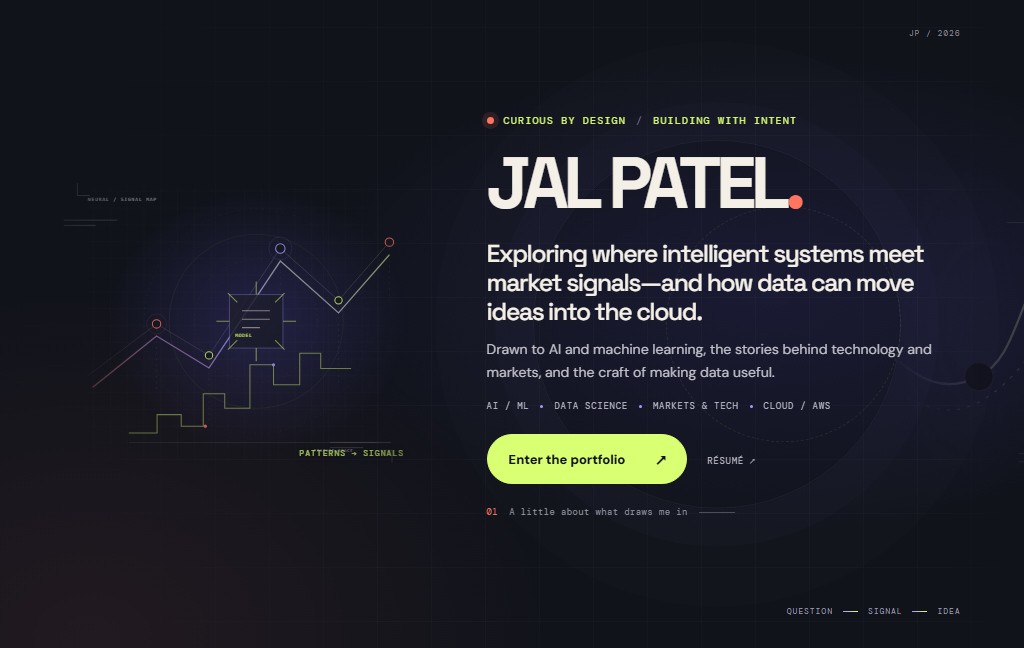 JP / 2026
CURIOUS BY DESIGN / BUILDING WITH INTENT
JAL PATEL.
Exploring where intelligent systems meet
market signals—and how data can move
ideas into the cloud.
Drawn to AI and machine learning, the stories behind technology and
markets, and the craft of making data useful.
AI / ML • DATA SCIENCE • MARKETS & TECH • CLOUD / AWS
Enter the portfolio ↗
RÉSUMÉ ↗
01 A little about what draws me in
NEURAL / SIGNAL MAP
MODEL
PATTERNS → SIGNALS
QUESTION — SIGNAL — IDEA